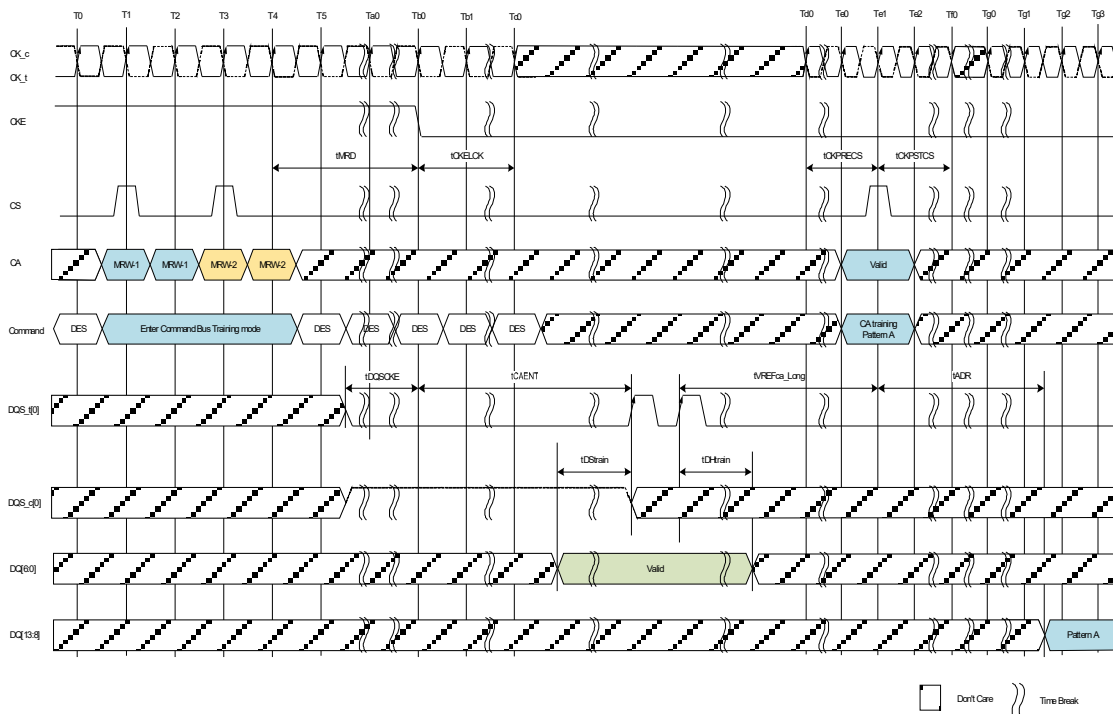 T0 T1 T2 T3 T4 T5 Ta0 Tb0 Tb1 Td0 Td0 Te0 Te1 Te2 Tf0 Tg0 Tg1 Tg2 Tg3
CK_c
CK_t
CKE
tMRD tCKELCK tCKPRECS tCKPSTCS
CS
CA MRW-1 MRW-1 MRW-2 MRW-2 Valid
Command DES Enter Command Bus Training mode DES DES DES DES DES CA training Pattern A
tDQSCKE tCAENT tVREFca_Long tADR
DQS_t[0]
tDStrain tDHtrain
DQS_c[0]
DQ[6:0] Valid
DQ[13:8] Pattern A
Don't Care Time Break